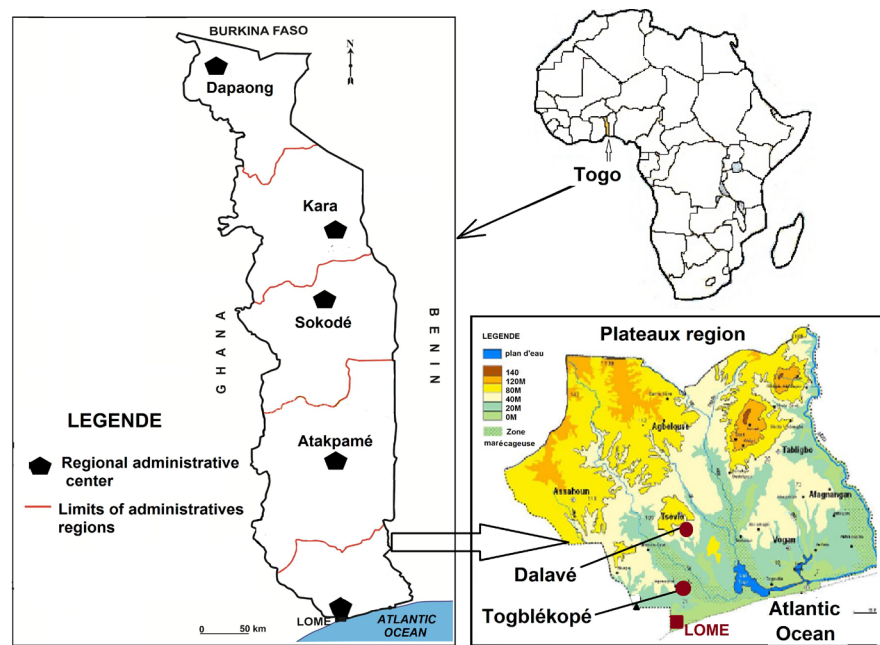 BURKINA FASO
N
Dapaong
Kara
Sokodé
GHANA
BENIN
LEGENDE
Regional administrative
center
Limits of administratives
regions
Atakpamé
LOME
0 50 km
ATLANTIC
OCEAN
Togo
LEGENDE
Plateaux region
plan d'eau
140
120M
80M
40M
20M
0M
Zone
marécageuse
Agbelouse
Tabligbo
Assahoun
Afagnangan
Tsévié
Vogan
Dalavé
Togblékopé
Atlantic
Ocean
LOME